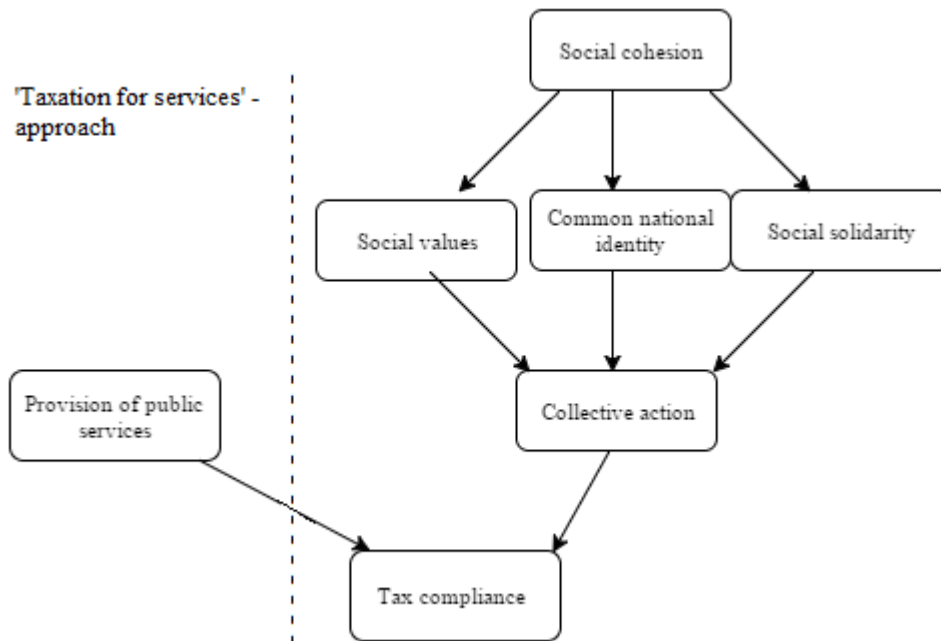 Social cohesion
'Taxation for services' -
approach
Social values
Common national
identity
Social solidarity
Provision of public
services
Collective action
Tax compliance